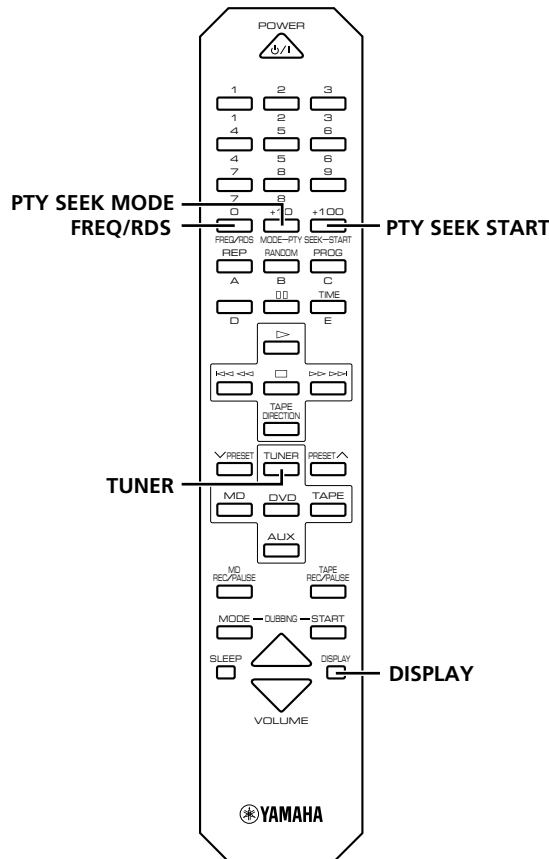 POWER
⏻/I
1 2 3
1 2 3
4 5 6
4 5 6
7 8 9
7 8
PTY SEEK MODE
0 +10 +100
FREQ/RDS
PTY SEEK START
FREQ/RDS MODE–PTY SEEK–START
REP RANDOM PROG
A B C
TIME
D E
TAPE
DIRECTION
PRESET TUNER PRESET
TUNER
MD DVD TAPE
AUX
MD
REC/PAUSE
TAPE
REC/PAUSE
MODE – DUBBING – START
SLEEP DISPLAY
DISPLAY
VOLUME
YAMAHA